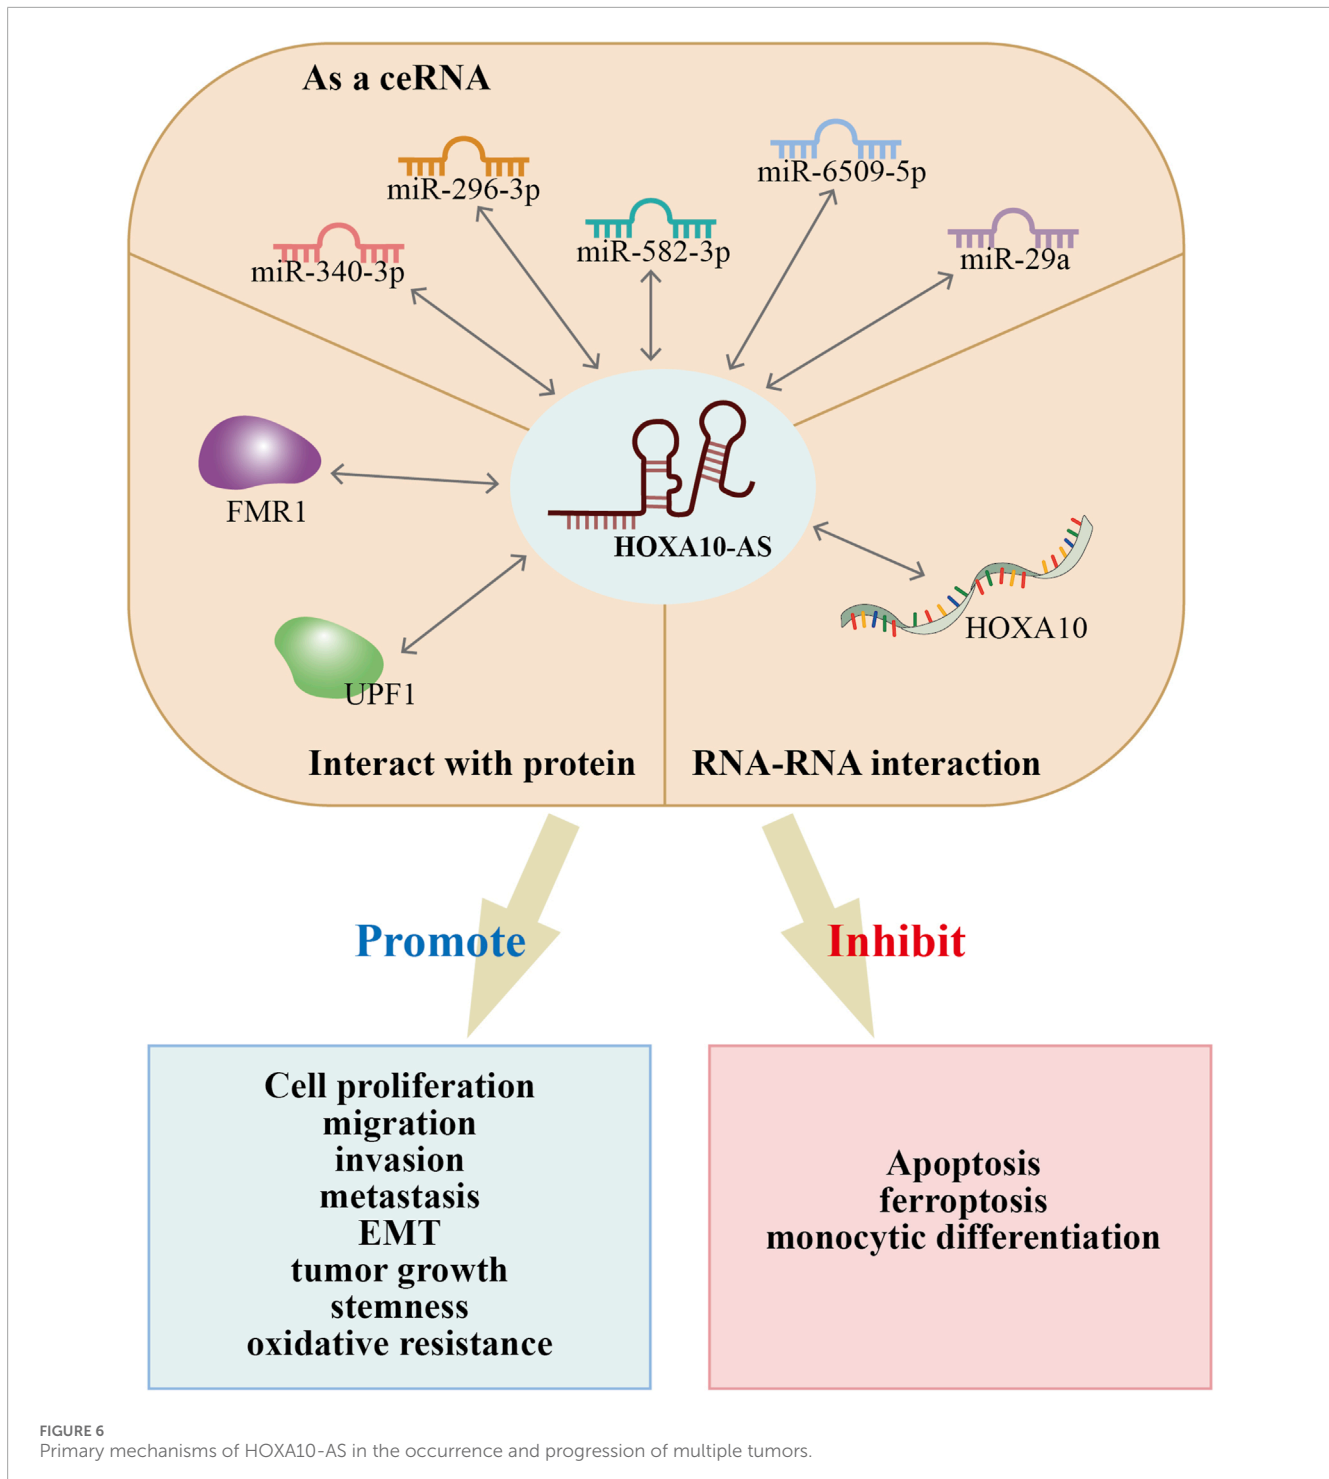 As a ceRNA
miR-296-3p
miR-6509-5p
miR-340-3p
miR-582-3p
miR-29a
FMR1
HOXA10-AS
HOXA10
UPF1
Interact with protein
RNA-RNA interaction
Promote
Inhibit
Cell proliferation
migration
invasion
metastasis
EMT
tumor growth
stemness
oxidative resistance
Apoptosis
ferroptosis
monocytic differentiation
FIGURE 6
Primary mechanisms of HOXA10-AS in the occurrence and progression of multiple tumors.